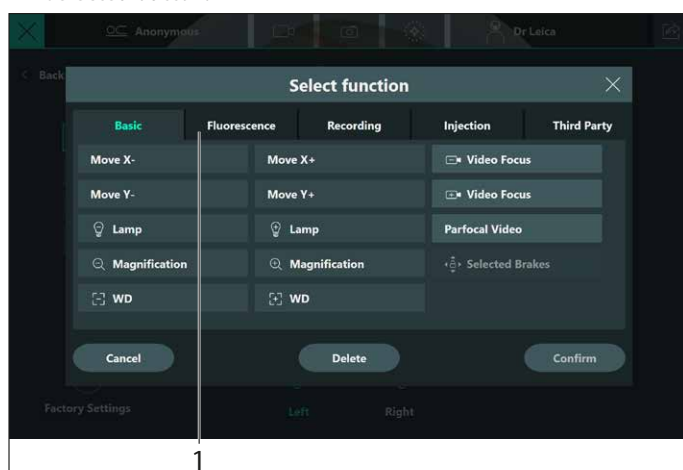 Anonymous Dr Leica
Back
Select function
Basic Fluorescence Recording Injection Third Party
Move X- Move X+ Video Focus
Move Y- Move Y+ Video Focus
Lamp Lamp Parfocal Video
Magnification Magnification Selected Brakes
WD WD
Cancel Delete Confirm
Factory Settings Left Right
1